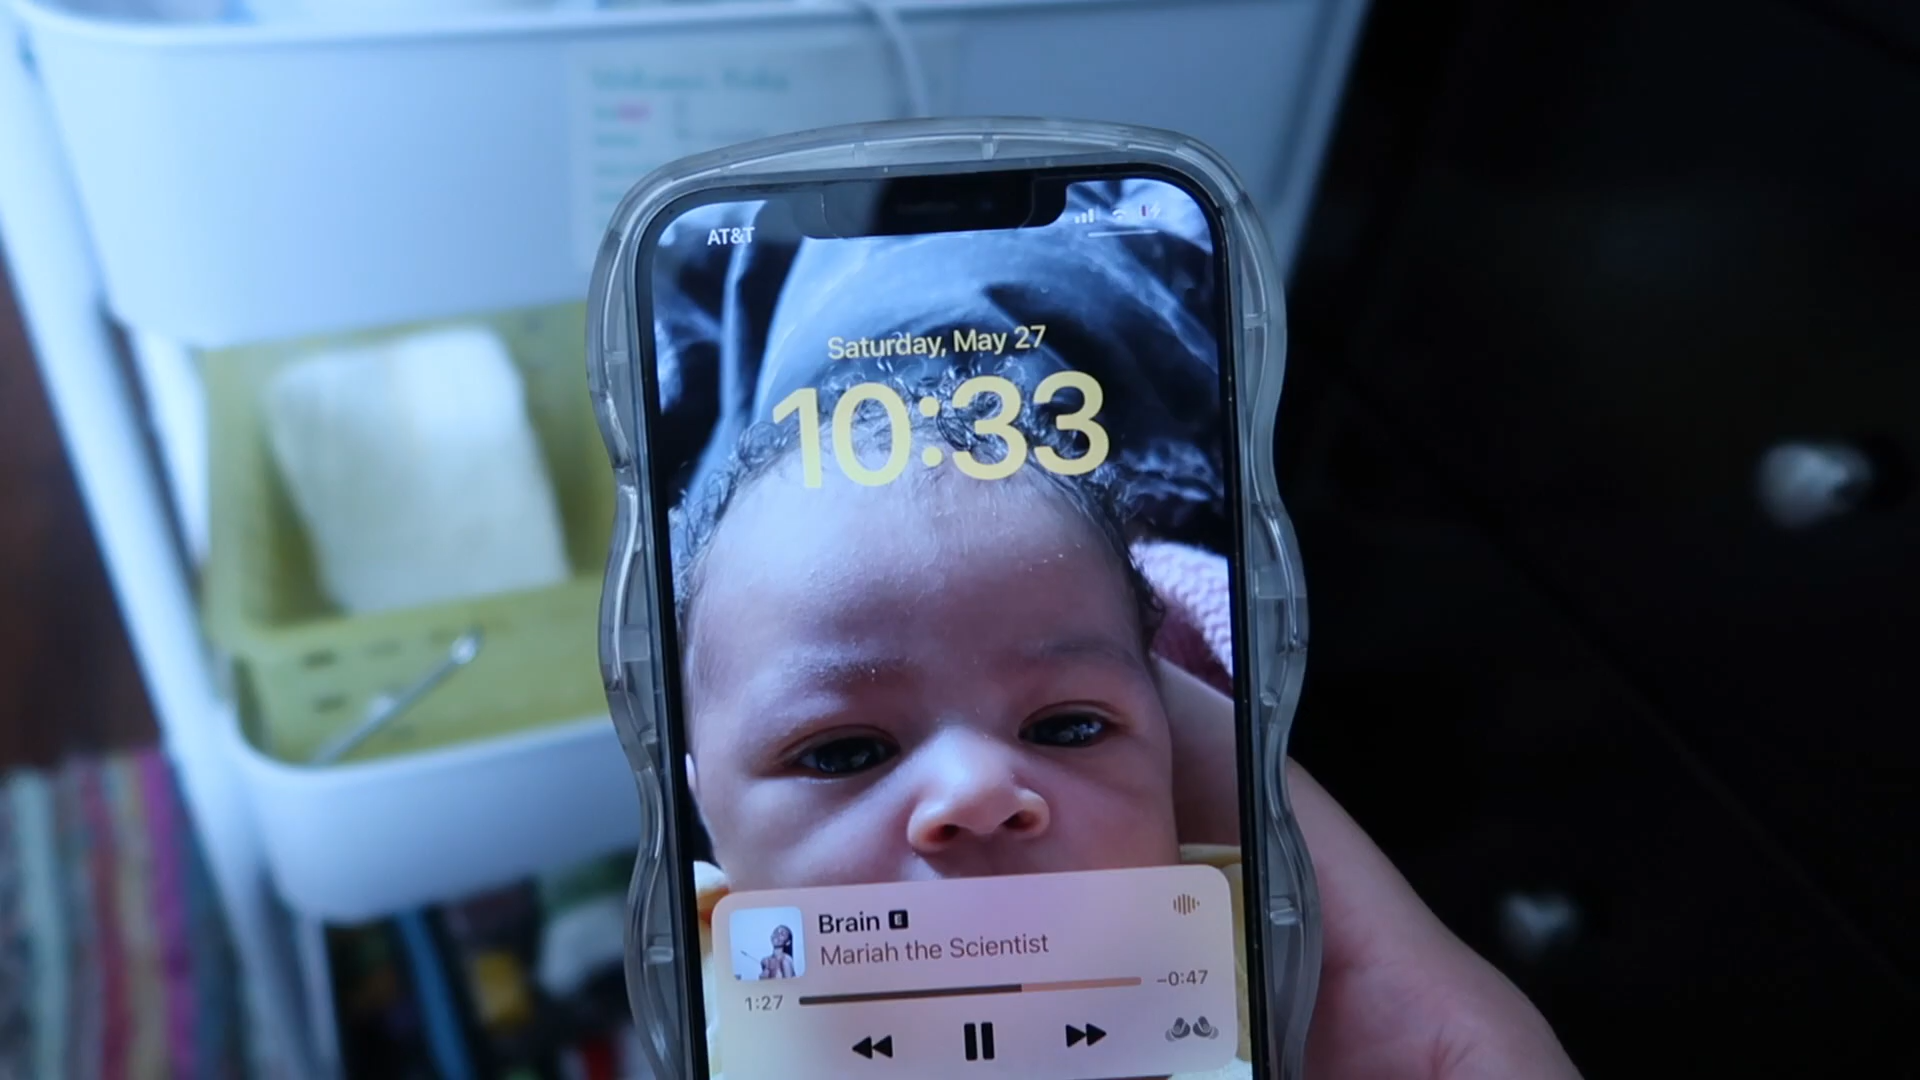 AT&T
Saturday, May 27
10:33
Brain E
Mariah the Scientist
1:27
-0:47